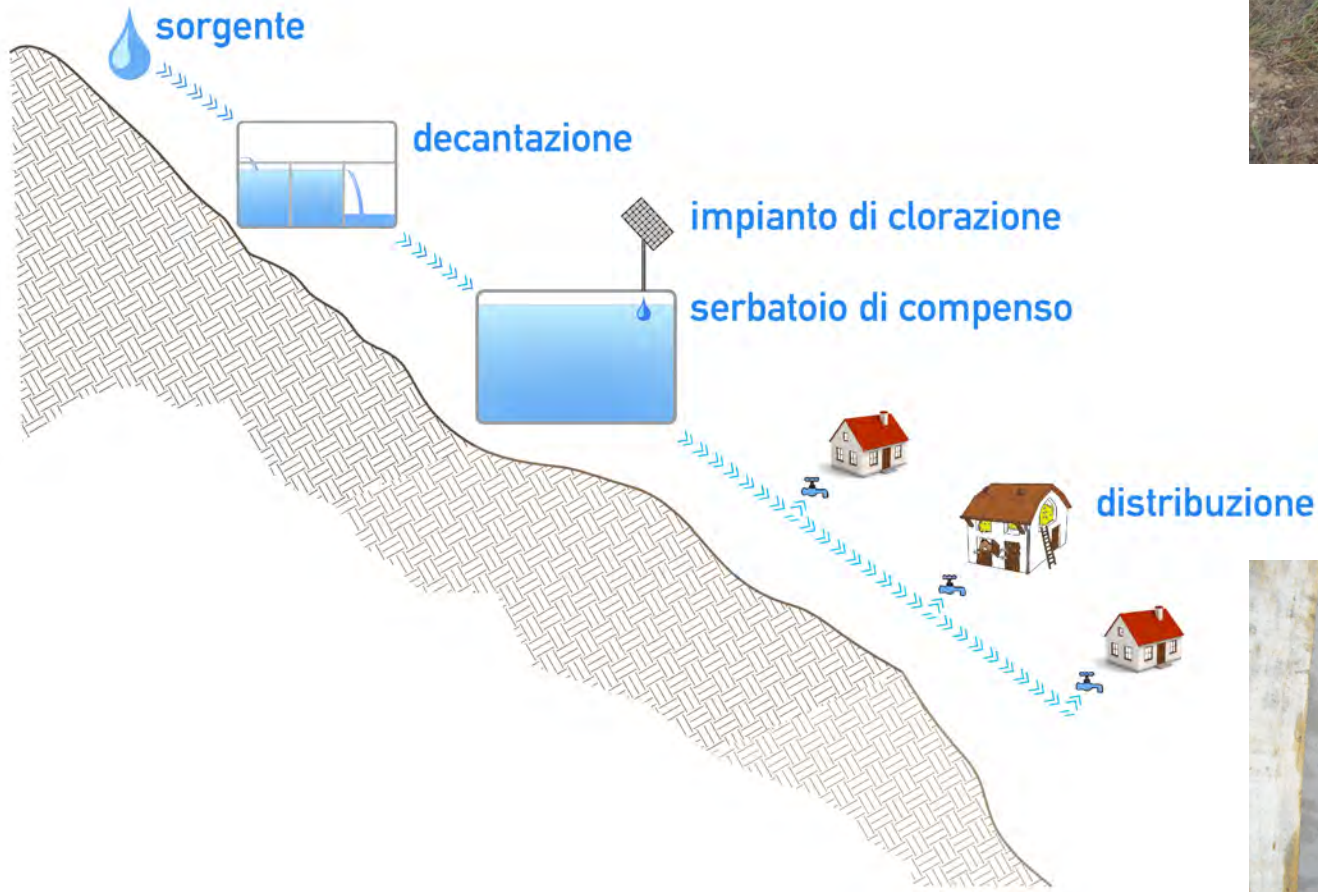 sorgente
decantazione
impianto di clorazione
serbatoio di compenso
distribuzione